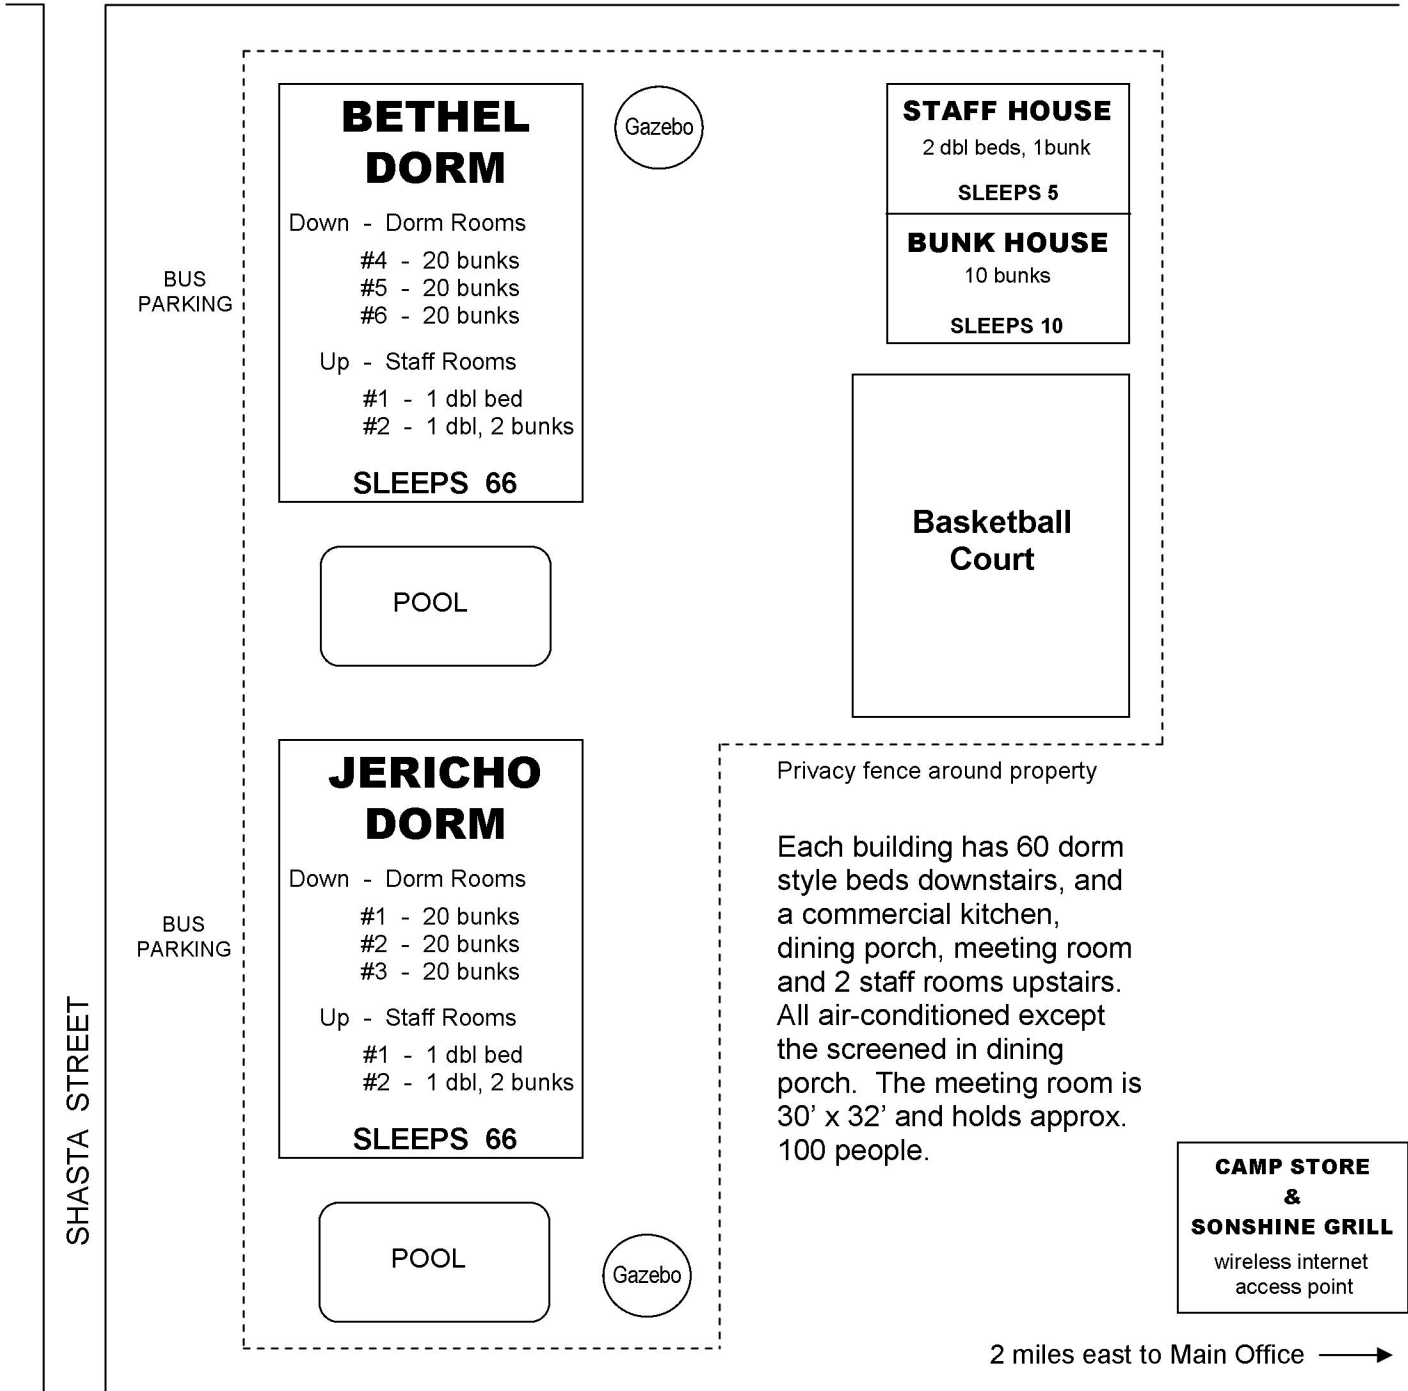 BETHEL
DORM
Down - Dorm Rooms
#4 - 20 bunks
#5 - 20 bunks
#6 - 20 bunks
Up - Staff Rooms
#1 - 1 dbl bed
#2 - 1 dbl, 2 bunks
SLEEPS 66
Gazebo
STAFF HOUSE
2 dbl beds, 1bunk
SLEEPS 5
BUNK HOUSE
10 bunks
SLEEPS 10
BUS
PARKING
Basketball
Court
POOL
JERICHO
DORM
Down - Dorm Rooms
#1 - 20 bunks
#2 - 20 bunks
#3 - 20 bunks
Up - Staff Rooms
#1 - 1 dbl bed
#2 - 1 dbl, 2 bunks
SLEEPS 66
BUS
PARKING
SHASTA STREET
Privacy fence around property
Each building has 60 dorm
style beds downstairs, and
a commercial kitchen,
dining porch, meeting room
and 2 staff rooms upstairs.
All air-conditioned except
the screened in dining
porch. The meeting room is
30’ x 32’ and holds approx.
100 people.
POOL
Gazebo
CAMP STORE
&
SONSHINE GRILL
wireless internet
access point
2 miles east to Main Office